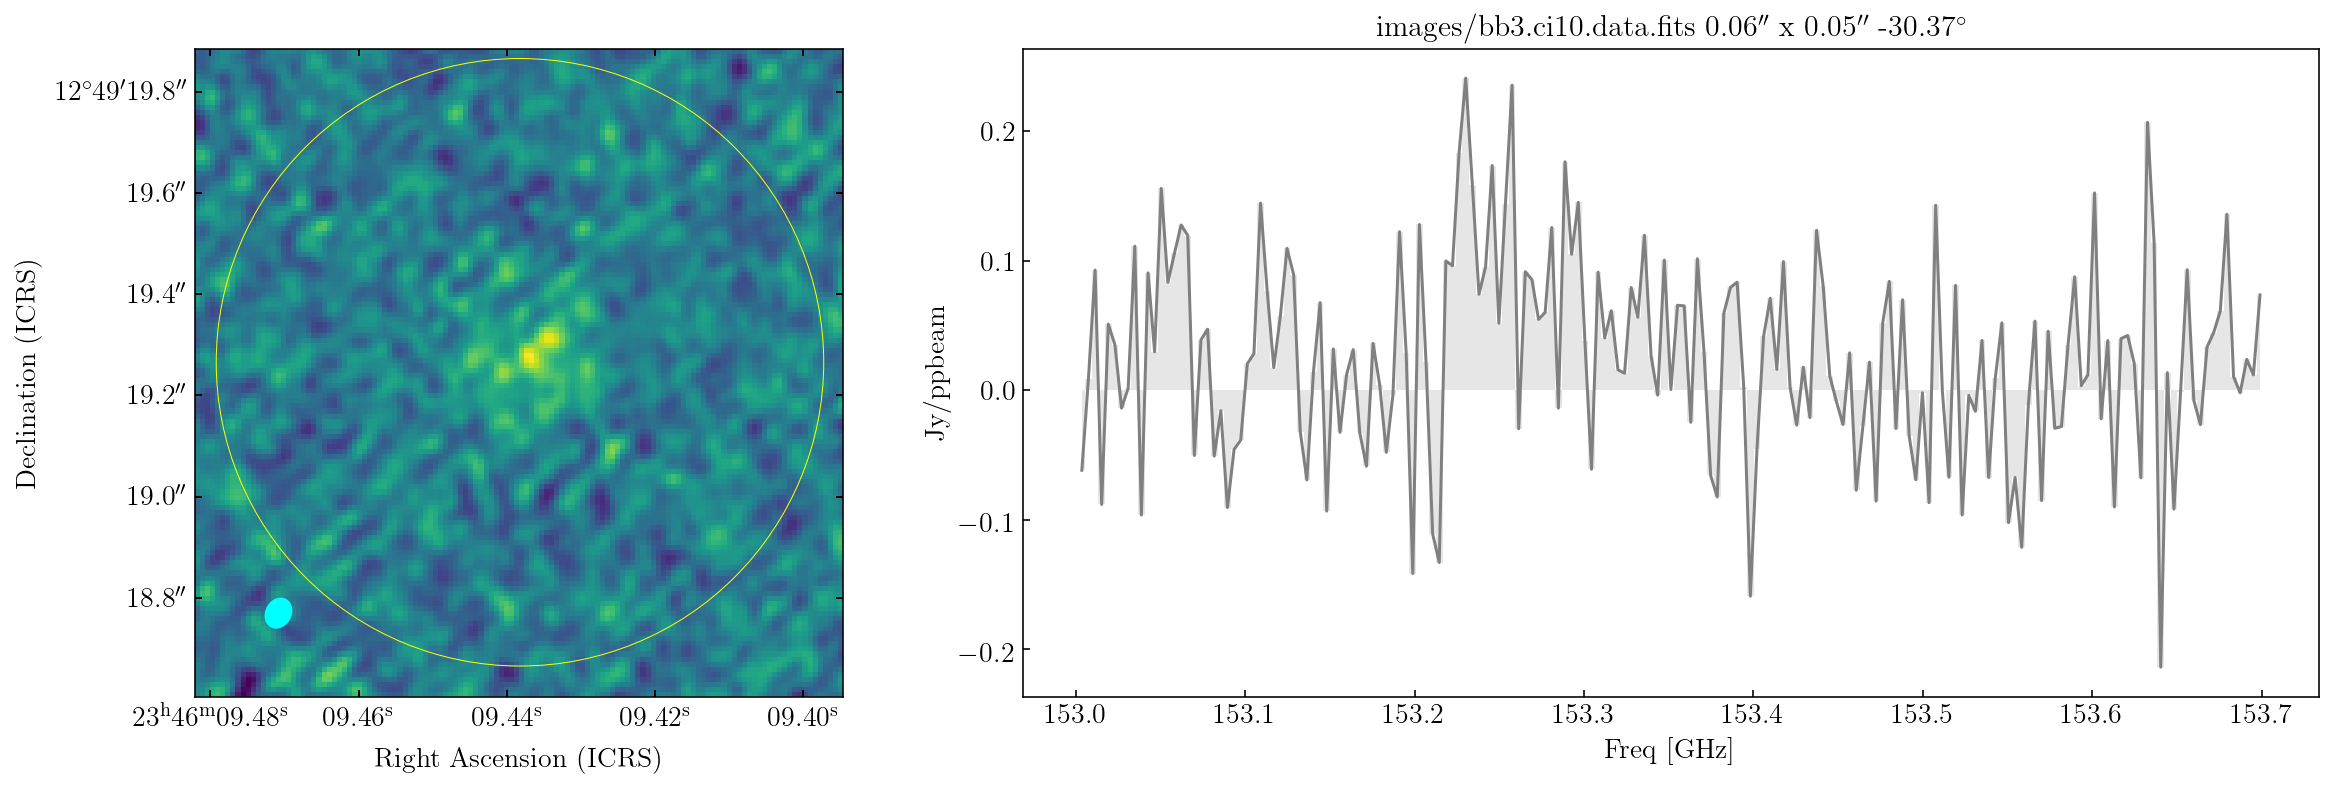 images/bb3.ci10.data.fits 0.06″ x 0.05″ -30.37°
12°49′19.8″
19.6″
19.4″
19.2″
19.0″
18.8″
Declination (ICRS)
23ʰ46ᵐ09.48ˢ 09.46ˢ 09.44ˢ 09.42ˢ 09.40ˢ
Right Ascension (ICRS)
0.2
0.1
0.0
−0.1
−0.2
Jy/ppbeam
153.0 153.1 153.2 153.3 153.4 153.5 153.6 153.7
Freq [GHz]